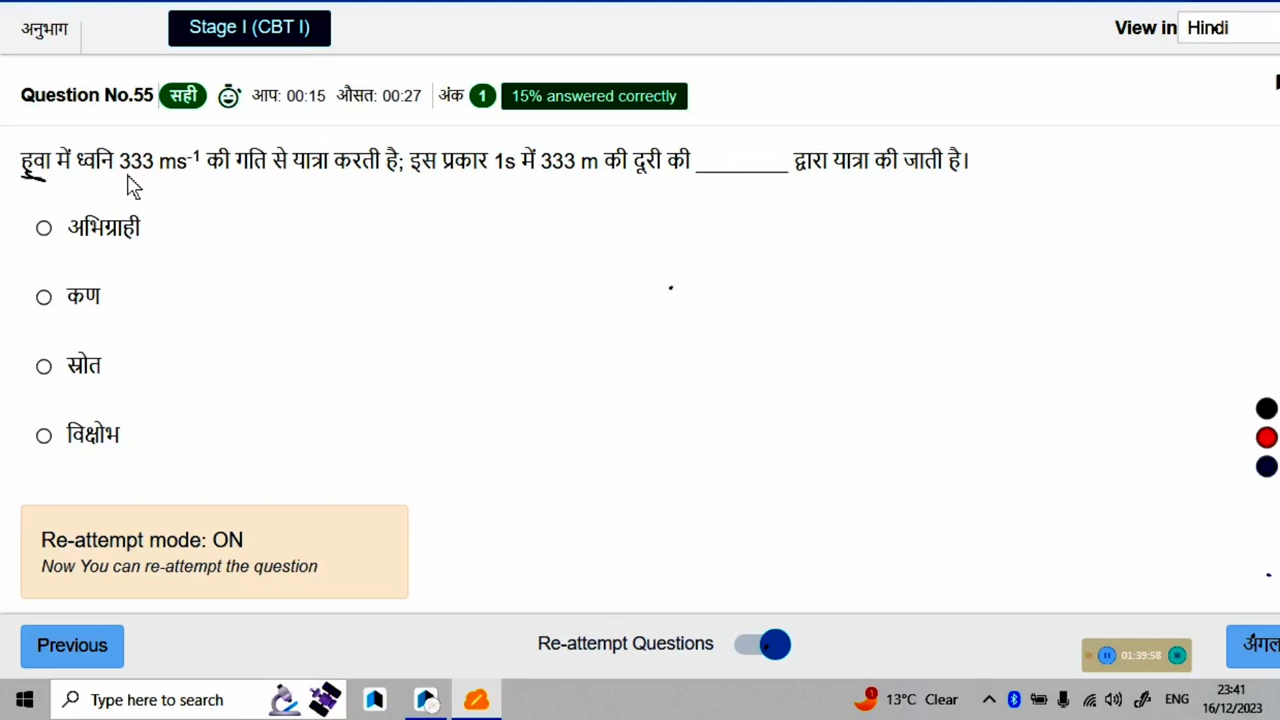 अनुभाग
Stage I (CBT I)
View in Hindi
Question No.55 सही आप: 00:15 औसत: 00:27 अंक 1 15% answered correctly
हवा में ध्वनि 333 ms-1 की गति से यात्रा करती है; इस प्रकार 1s में 333 m की दूरी की ________ द्वारा यात्रा की जाती है।
अभिग्राही
कण
स्रोत
विक्षोभ
Re-attempt mode: ON
Now You can re-attempt the question
Previous
Re-attempt Questions
01:39:58
अगल
Type here to search
1
13°C Clear
ENG
23:41
16/12/2023